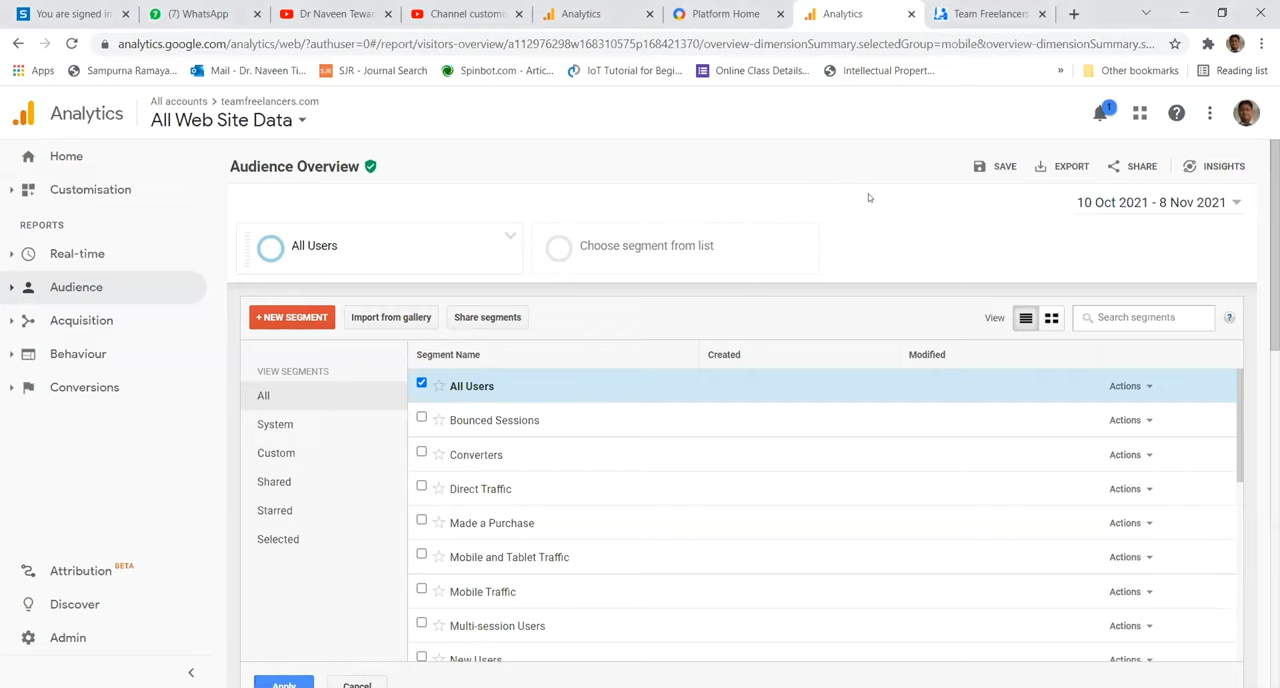 You are signed in
(7) WhatsApp
Dr Naveen Tewar
Channel custom
Analytics
Platform Home
Analytics
Team Freelancers
analytics.google.com/analytics/web/?authuser=0#/report/visitors-overview/a112976298w168310575p168421370/overview-dimensionSummary.selectedGroup=mobile&overview-dimensionSummary.s...
Apps
Sampurna Ramaya...
Mail - Dr. Naveen Ti...
SJR - Journal Search
Spinbot.com - Artic...
IoT Tutorial for Begi...
Online Class Details...
Intellectual Propert...
»
Other bookmarks
Reading list
Analytics
All accounts > teamfreelancers.com
All Web Site Data
1
Home
Customisation
REPORTS
Real-time
Audience
Acquisition
Behaviour
Conversions
Attribution BETA
Discover
Admin
Audience Overview
SAVE
EXPORT
SHARE
INSIGHTS
10 Oct 2021 - 8 Nov 2021
All Users
Choose segment from list
+ NEW SEGMENT
Import from gallery
Share segments
View
Search segments
?
VIEW SEGMENTS
All
System
Custom
Shared
Starred
Selected
Segment Name Created Modified
All Users Actions
Bounced Sessions Actions
Converters Actions
Direct Traffic Actions
Made a Purchase Actions
Mobile and Tablet Traffic Actions
Mobile Traffic Actions
Multi-session Users Actions
New Users Actions
Apply
Cancel